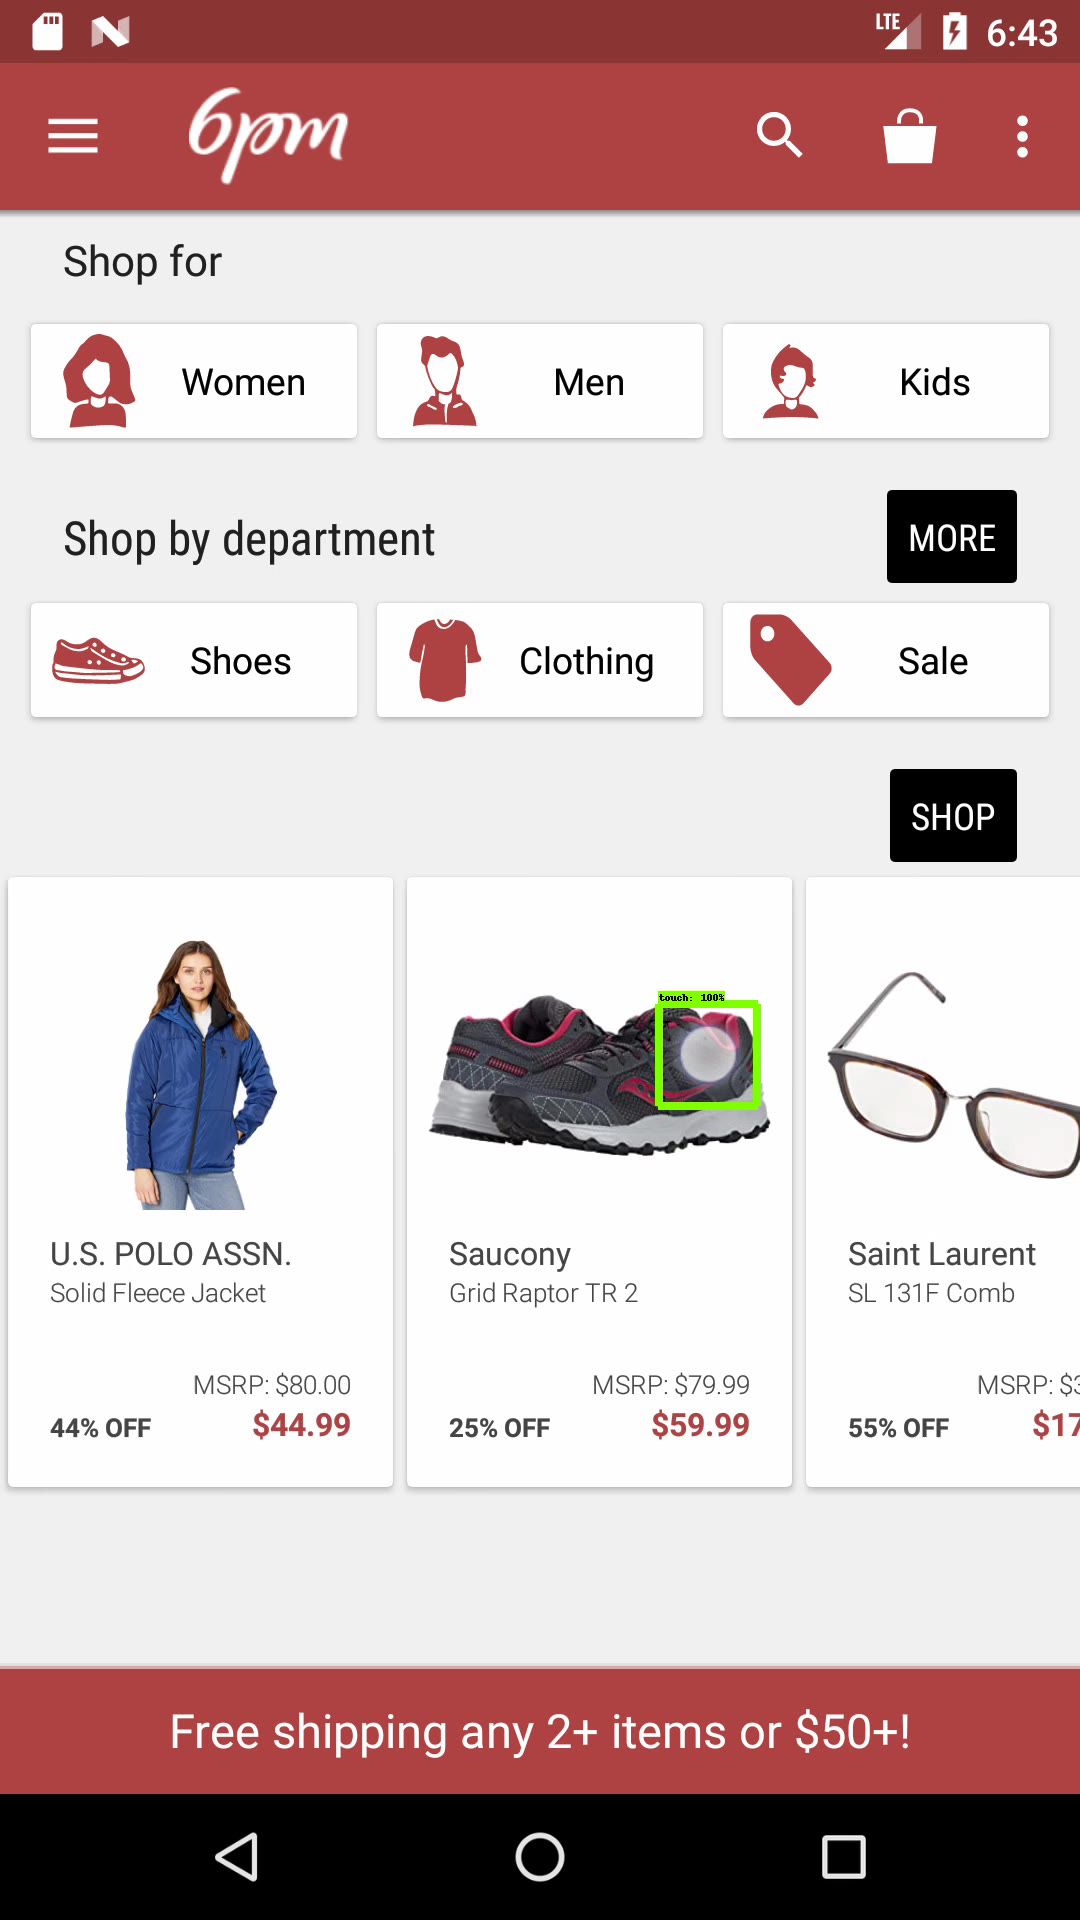 LTE 6:43
6pm
Shop for
Women Men Kids
Shop by department MORE
Shoes Clothing Sale
SHOP
touch: 100%
U.S. POLO ASSN.
Solid Fleece Jacket
MSRP: $80.00
44% OFF $44.99
Saucony
Grid Raptor TR 2
MSRP: $79.99
25% OFF $59.99
Saint Laurent
SL 131F Comb
MSRP: $3
55% OFF $17
Free shipping any 2+ items or $50+!